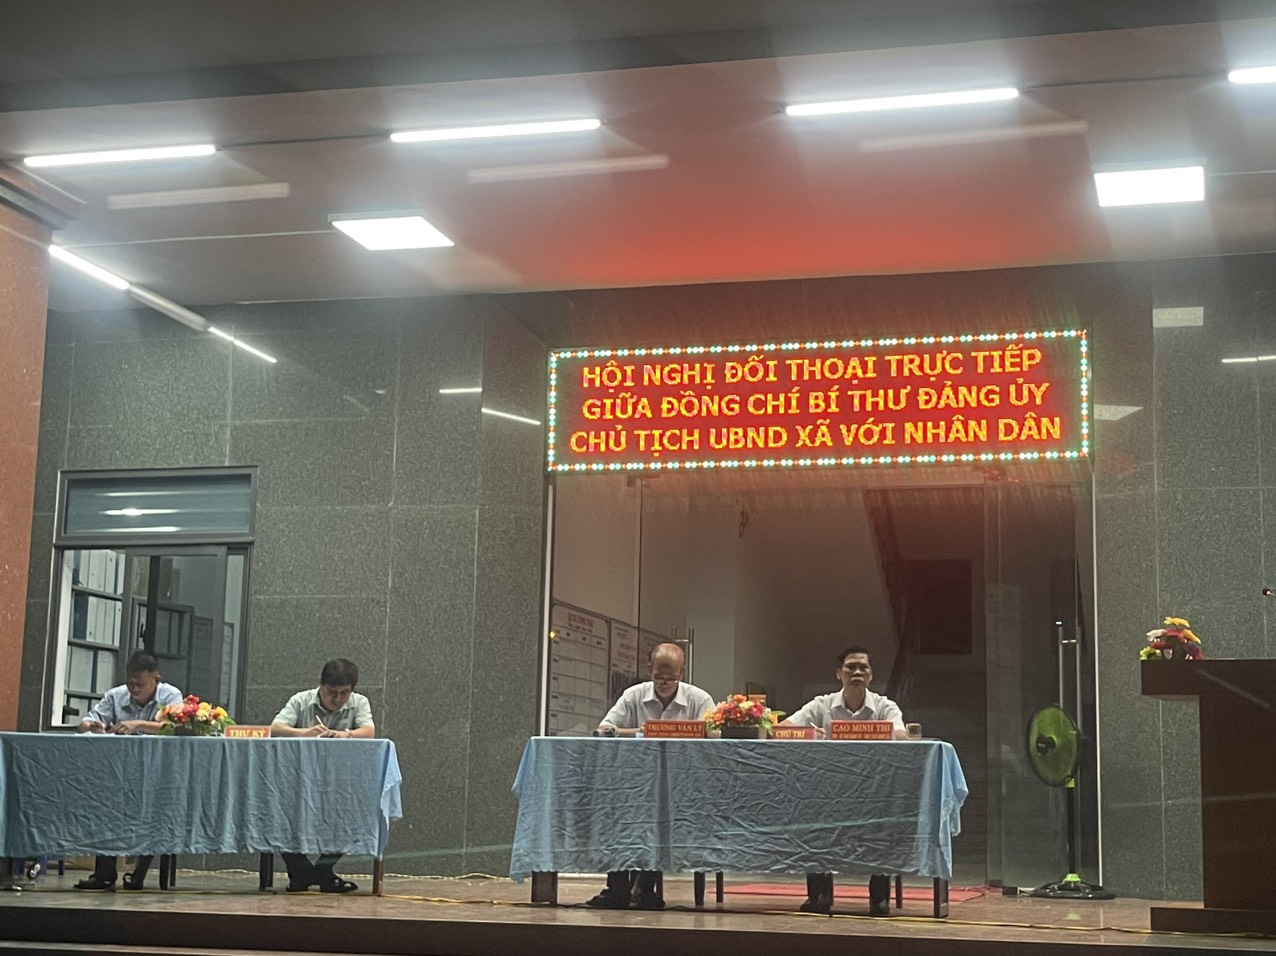 HỘI NGHỊ ĐỐI THOẠI TRỰC TIẾP
GIỮA ĐỒNG CHÍ BÍ THƯ ĐẢNG ỦY
CHỦ TỊCH UBND XÃ VỚI NHÂN DÂN
THƯ KÝ
TRƯƠNG VĂN LÝ
CHỦ TRÌ
CAO MINH THI